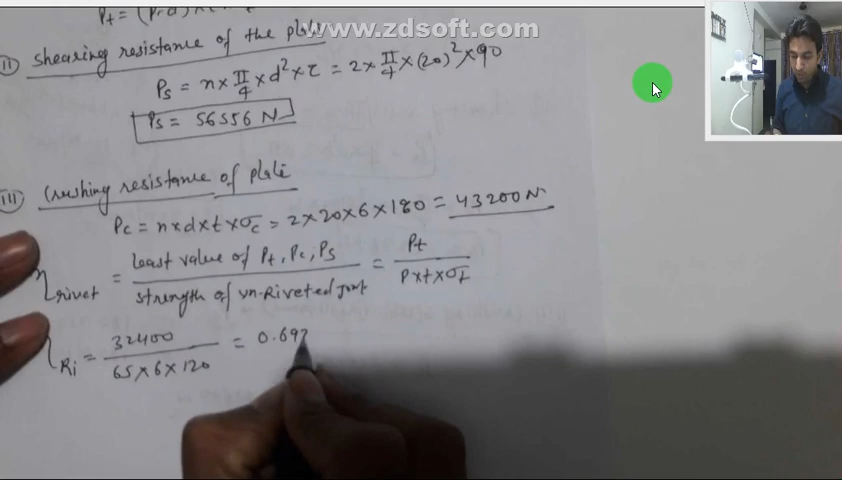 www.zdsoft.com
Pt =
(ii) shearing resistance of the plate
Ps = n × π/4 × d² × τ = 2 × π/4 × (20)² × 90
Ps = 56556 N
(iii) Crushing resistance of plate
Pc = n×d×t×σc = 2×20×6×180 = 43200 N
ηrivet = Least value of Pt, Pc, Ps / strength of un-Riveted joint = Pt / P×t×σt
ηRi = 32400 / 65×6×120 = 0.692